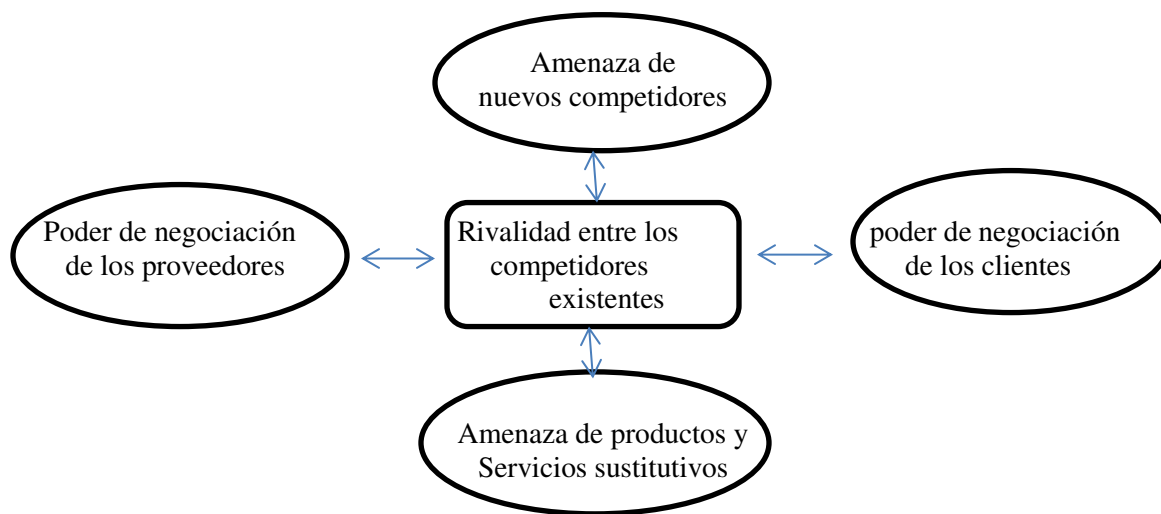 Amenaza de
nuevos competidores
Poder de negociación
de los proveedores
Rivalidad entre los
competidores
existentes
poder de negociación
de los clientes
Amenaza de productos y
Servicios sustitutivos